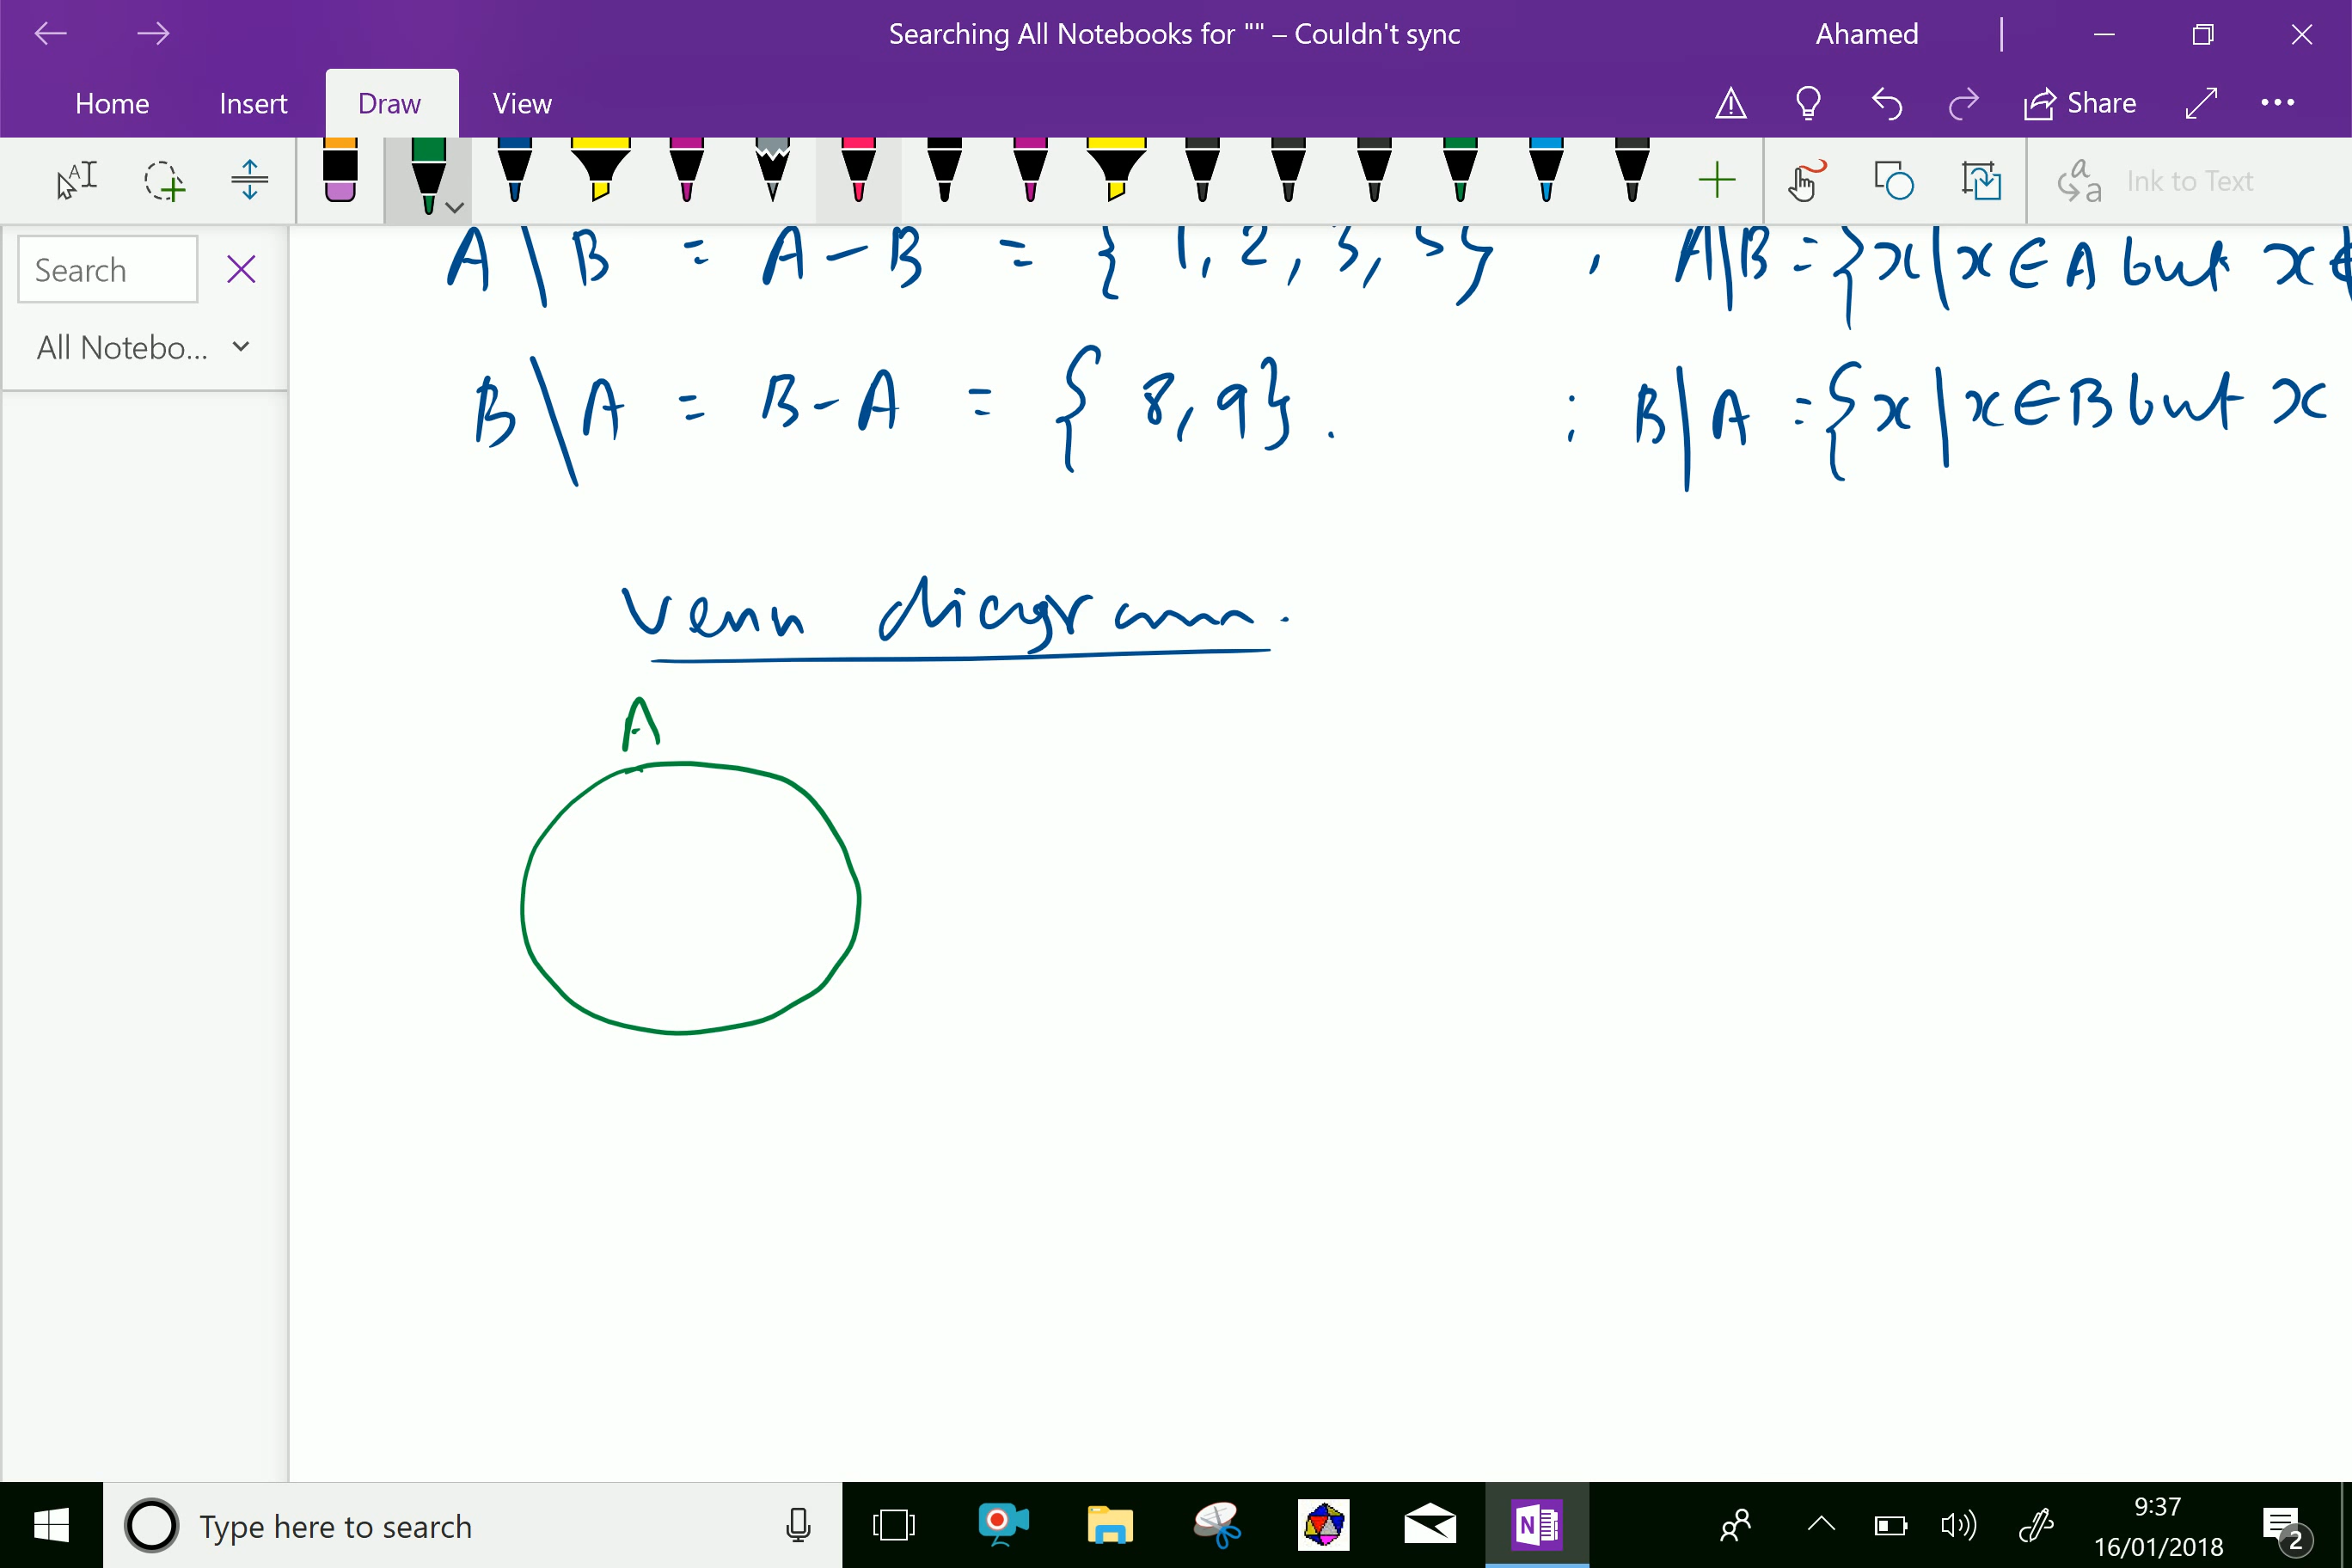 Searching All Notebooks for "" – Couldn't sync
Ahamed
Home Insert Draw View
Share
Ink to Text
Search
All Notebo...
A \ B = A - B = { 1, 2, 3, 5 } , A|B = {x | x ∈ A but x ∉
B \ A = B - A = { 8, 9 } . ; B|A = {x | x ∈ B but x
Venn diagram.
A
Type here to search
9:37
16/01/2018
2